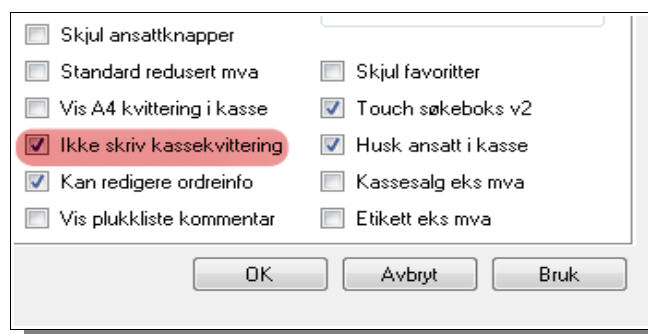 Skjul ansattknapper
Standard redusert mva
Skjul favoritter
Vis A4 kvittering i kasse
Touch søkeboks v2
Ikke skriv kassekvittering
Husk ansatt i kasse
Kan redigere ordreinfo
Kassesalg eks mva
Vis plukkliste kommentar
Etikett eks mva
OK
Avbryt
Bruk